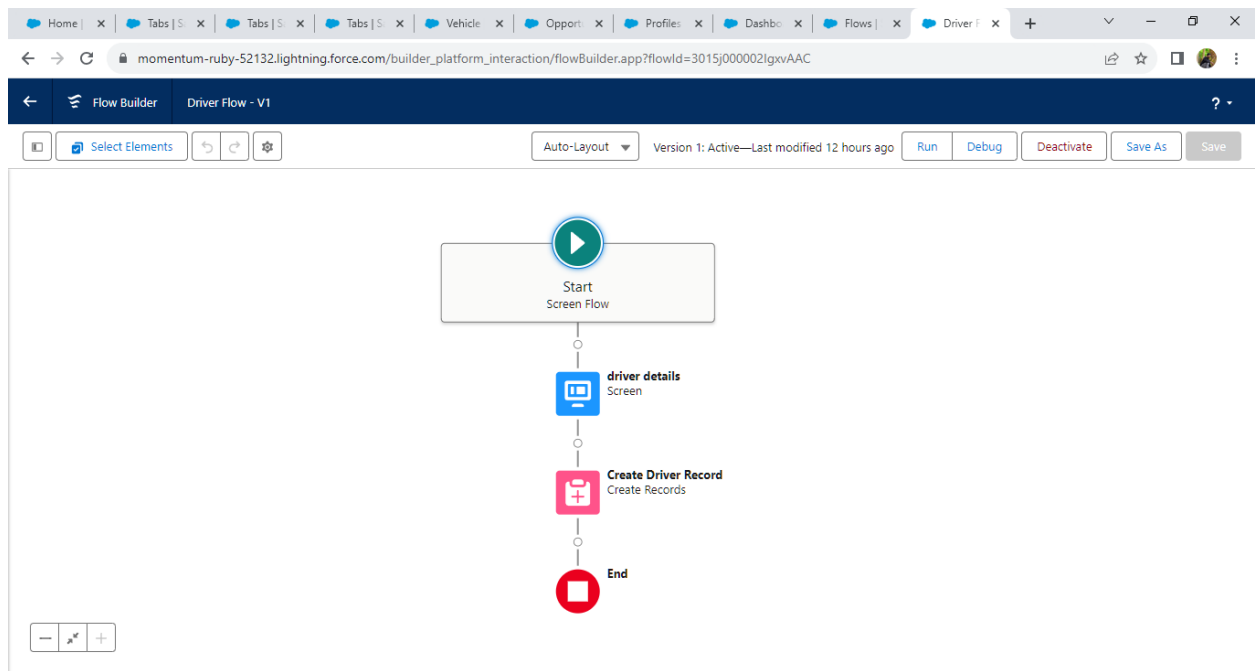 Home | Tabs | S Tabs | S Tabs | S Vehicle Opport Profiles Dashbo Flows | Driver F
momentum-ruby-52132.lightning.force.com/builder_platform_interaction/flowBuilder.app?flowId=3015j000002IgxvAAC
Flow Builder Driver Flow - V1 ?
Select Elements Auto-Layout Version 1: Active—Last modified 12 hours ago Run Debug Deactivate Save As Save
Start
Screen Flow
driver details
Screen
Create Driver Record
Create Records
End